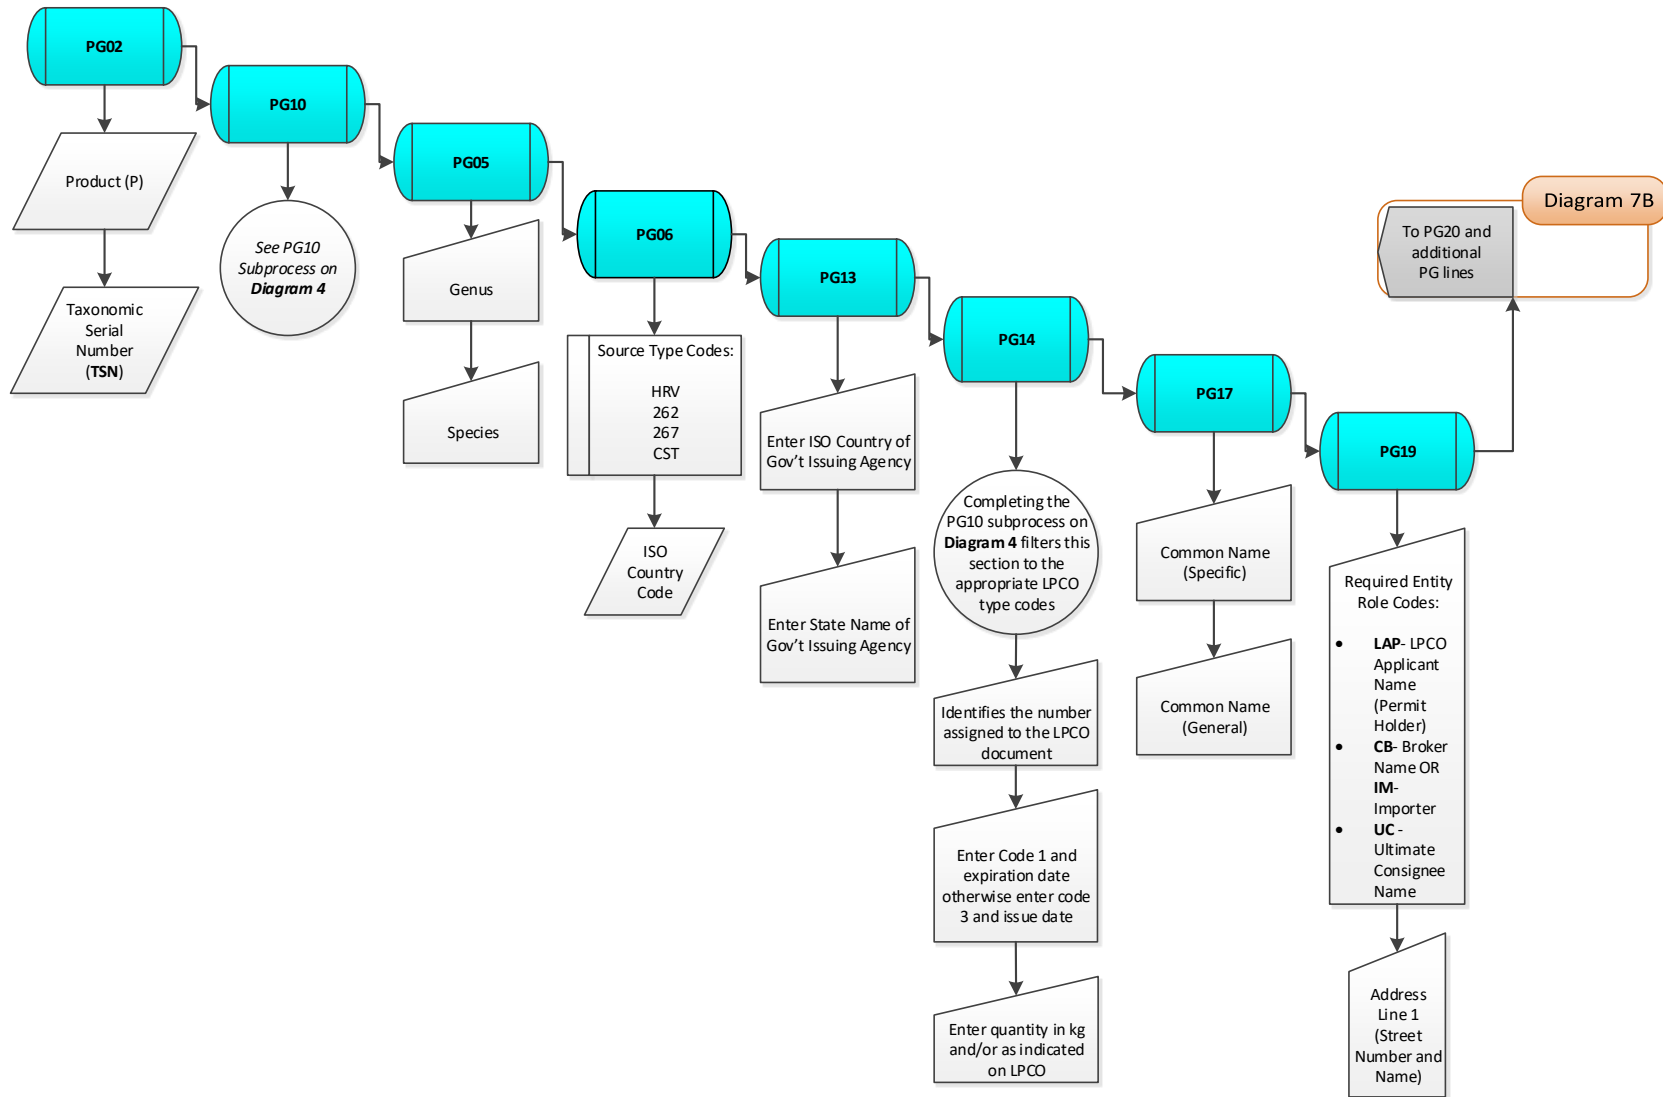 PG02
Product (P)
Taxonomic
Serial
Number
(TSN)
PG10
See PG10
Subprocess on
Diagram 4
PG05
Genus
Species
PG06
Source Type Codes:
HRV
262
267
CST
ISO
Country
Code
PG13
Enter ISO Country of
Gov't Issuing Agency
Enter State Name of
Gov't Issuing Agency
PG14
Completing the
PG10 subprocess on
Diagram 4 filters this
section to the
appropriate LPCO
type codes
Identifies the number
assigned to the LPCO
document
Enter Code 1 and
expiration date
otherwise enter code
3 and issue date
Enter quantity in kg
and/or as indicated
on LPCO
PG17
Common Name
(Specific)
Common Name
(General)
PG19
Required Entity
Role Codes:
• LAP- LPCO
Applicant
Name
(Permit
Holder)
• CB- Broker
Name OR
IM-
Importer
• UC -
Ultimate
Consignee
Name
Address
Line 1
(Street
Number and
Name)
Diagram 7B
To PG20 and
additional
PG lines